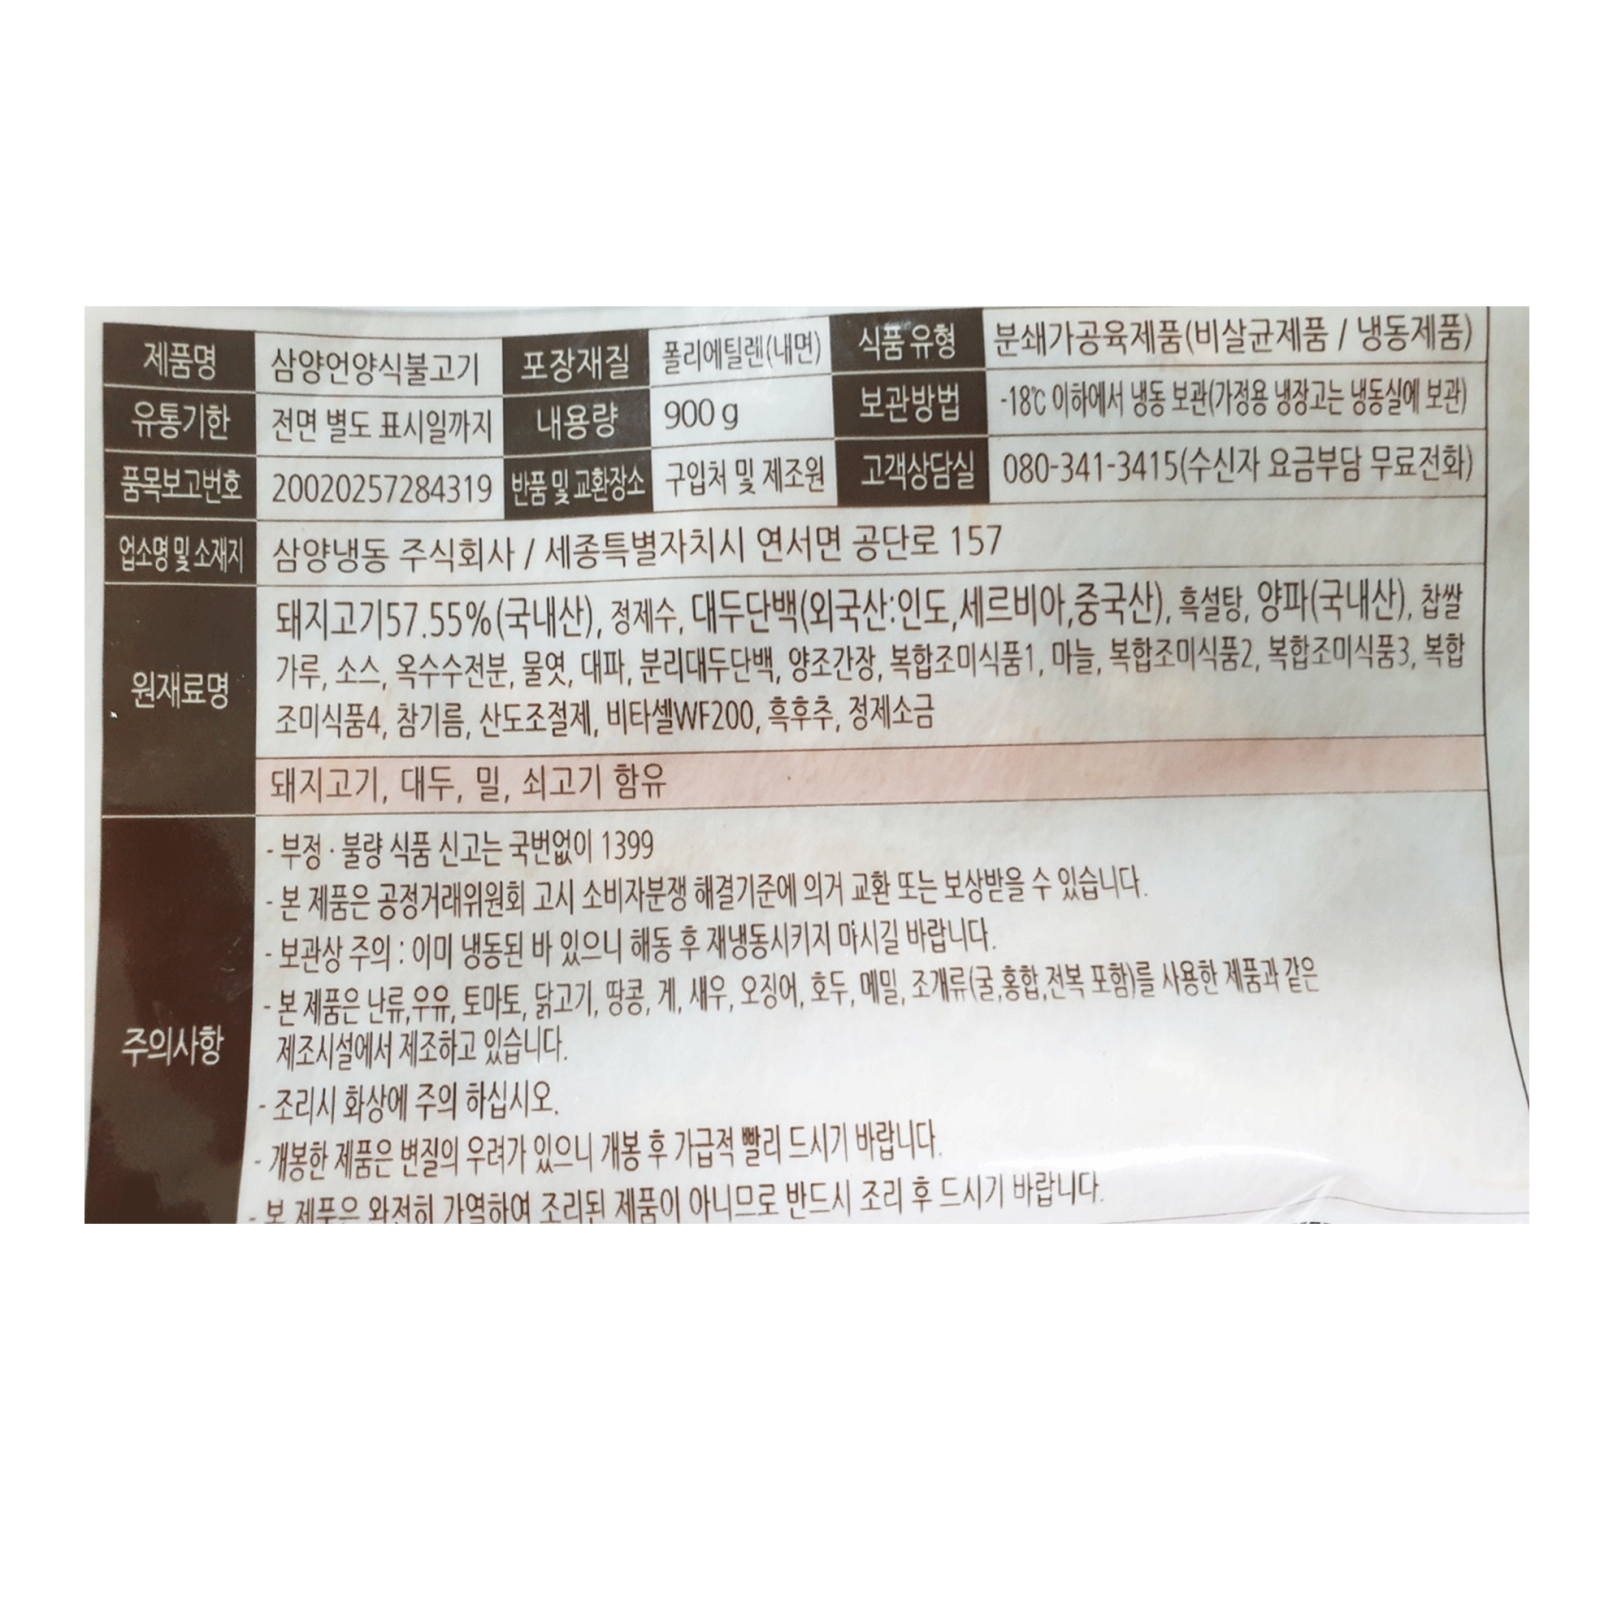 제품명 삼양언양식불고기 포장재질 폴리에틸렌(내면) 식품 유형 분쇄가공육제품(비살균제품 / 냉동제품)
유통기한 전면 별도 표시일까지 내용량 900 g 보관방법 -18℃ 이하에서 냉동 보관(가정용 냉장고는 냉동실에 보관)
품목보고번호 20020257284319 반품 및 교환장소 구입처 및 제조원 고객상담실 080-341-3415(수신자 요금부담 무료전화)
업소명 및 소재지 삼양냉동 주식회사 / 세종특별자치시 연서면 공단로 157
원재료명
돼지고기57.55%(국내산), 정제수, 대두단백(외국산:인도,세르비아,중국산), 흑설탕, 양파(국내산), 찹쌀
가루, 소스, 옥수수전분, 물엿, 대파, 분리대두단백, 양조간장, 복합조미식품1, 마늘, 복합조미식품2, 복합조미식품3, 복합
조미식품4, 참기름, 산도조절제, 비타셀WF200, 흑후추, 정제소금
돼지고기, 대두, 밀, 쇠고기 함유
주의사항
- 부정 · 불량 식품 신고는 국번없이 1399
- 본 제품은 공정거래위원회 고시 소비자분쟁 해결기준에 의거 교환 또는 보상받을 수 있습니다.
- 보관상 주의 : 이미 냉동된 바 있으니 해동 후 재냉동시키지 마시길 바랍니다.
- 본 제품은 난류,우유, 토마토, 닭고기, 땅콩, 게, 새우, 오징어, 호두, 메밀, 조개류(굴,홍합,전복 포함)를 사용한 제품과 같은
제조시설에서 제조하고 있습니다.
- 조리시 화상에 주의 하십시오.
- 개봉한 제품은 변질의 우려가 있으니 개봉 후 가급적 빨리 드시기 바랍니다.
- 본 제품은 완전히 가열하여 조리된 제품이 아니므로 반드시 조리 후 드시기 바랍니다.